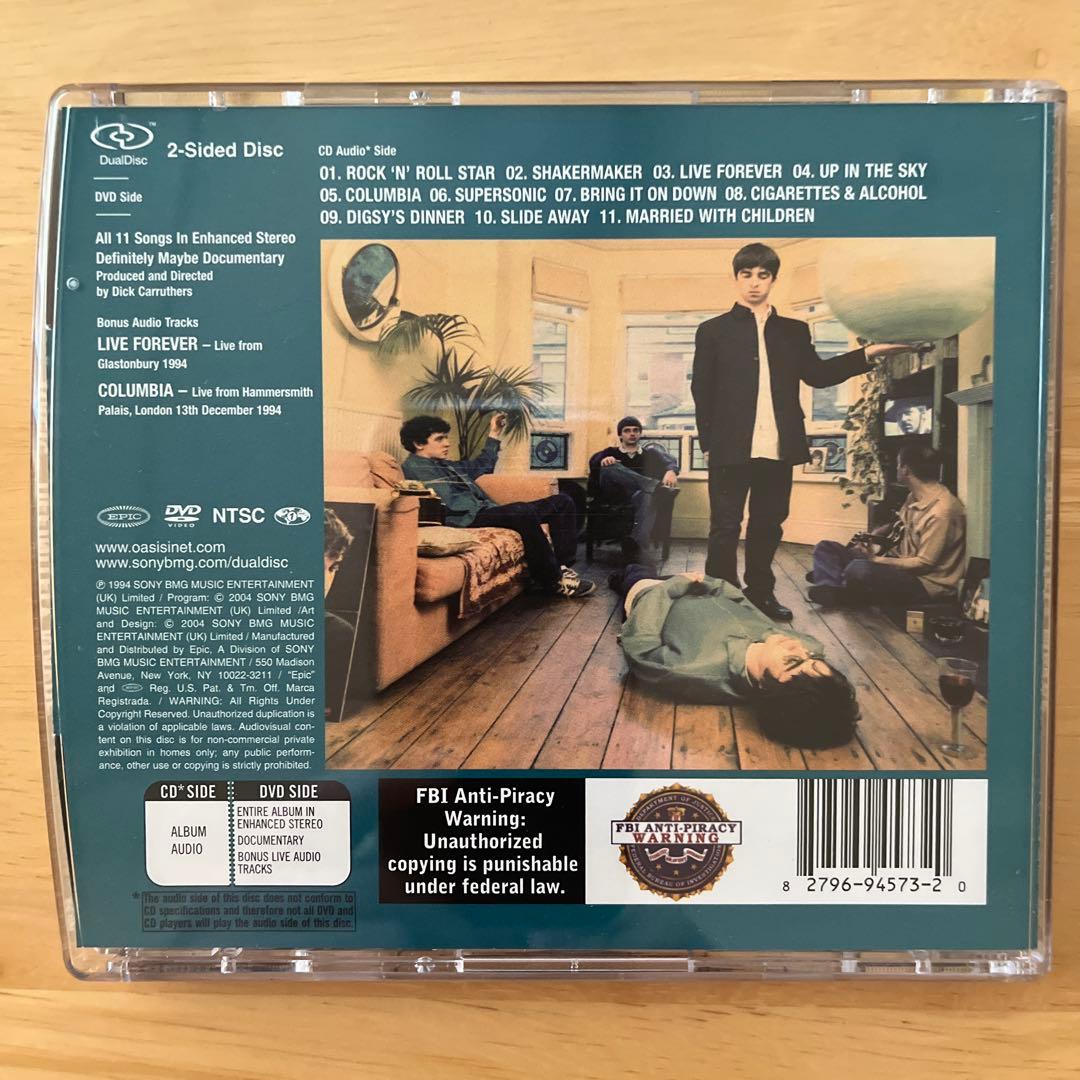 DualDisc
TM
2-Sided Disc
DVD Side
All 11 Songs In Enhanced Stereo
Definitely Maybe Documentary
Produced and Directed
by Dick Carruthers
Bonus Audio Tracks
LIVE FOREVER – Live from
Glastonbury 1994
COLUMBIA – Live from Hammersmith
Palais, London 13th December 1994
CD Audio* Side
01. ROCK 'N' ROLL STAR 02. SHAKERMAKER 03. LIVE FOREVER 04. UP IN THE SKY
05. COLUMBIA 06. SUPERSONIC 07. BRING IT ON DOWN 08. CIGARETTES & ALCOHOL
09. DIGSY'S DINNER 10. SLIDE AWAY 11. MARRIED WITH CHILDREN
EPIC DVD VIDEO NTSC
www.oasisinet.com
www.sonybmg.com/dualdisc
℗ 1994 SONY BMG MUSIC ENTERTAINMENT
(UK) Limited / Program: © 2004 SONY BMG
MUSIC ENTERTAINMENT (UK) Limited /Art
and Design: © 2004 SONY BMG MUSIC
ENTERTAINMENT (UK) Limited / Manufactured
and Distributed by Epic, A Division of SONY
BMG MUSIC ENTERTAINMENT / 550 Madison
Avenue, New York, NY 10022-3211 / "Epic"
and Reg. U.S. Pat. & Tm. Off. Marca
Registrada. / WARNING: All Rights Under
Copyright Reserved. Unauthorized duplication is
a violation of applicable laws. Audiovisual con-
tent on this disc is for non-commercial private
exhibition in homes only; any public perform-
ance, other use or copying is strictly prohibited.
CD* SIDE
ALBUM
AUDIO
DVD SIDE
ENTIRE ALBUM IN
ENHANCED STEREO
DOCUMENTARY
BONUS LIVE AUDIO
TRACKS
*The audio side of this disc does not conform to
CD specifications and therefore not all DVD and
CD players will play the audio side of this disc.
FBI Anti-Piracy
Warning:
Unauthorized
copying is punishable
under federal law.
DEPARTMENT OF JUSTICE
FBI ANTI-PIRACY
WARNING
FEDERAL BUREAU OF INVESTIGATION
8 2796-94573-2 0